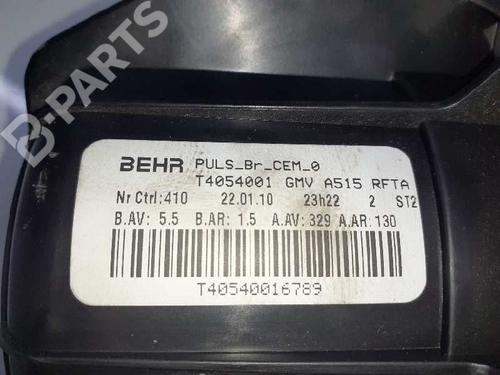 B-PARTS
BEHR PULS_Br_CEM_0
T4054001 GMV A515 RFTA
Nr Ctrl:410 22.01.10 23h22 2 ST2
B.AV: 5.5 B.AR: 1.5 A.AV: 329 A.AR: 130
T40540016789
B-PARTS